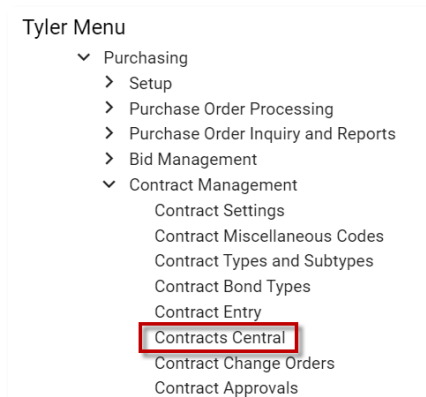 Tyler Menu
Purchasing
Setup
Purchase Order Processing
Purchase Order Inquiry and Reports
Bid Management
Contract Management
Contract Settings
Contract Miscellaneous Codes
Contract Types and Subtypes
Contract Bond Types
Contract Entry
Contracts Central
Contract Change Orders
Contract Approvals